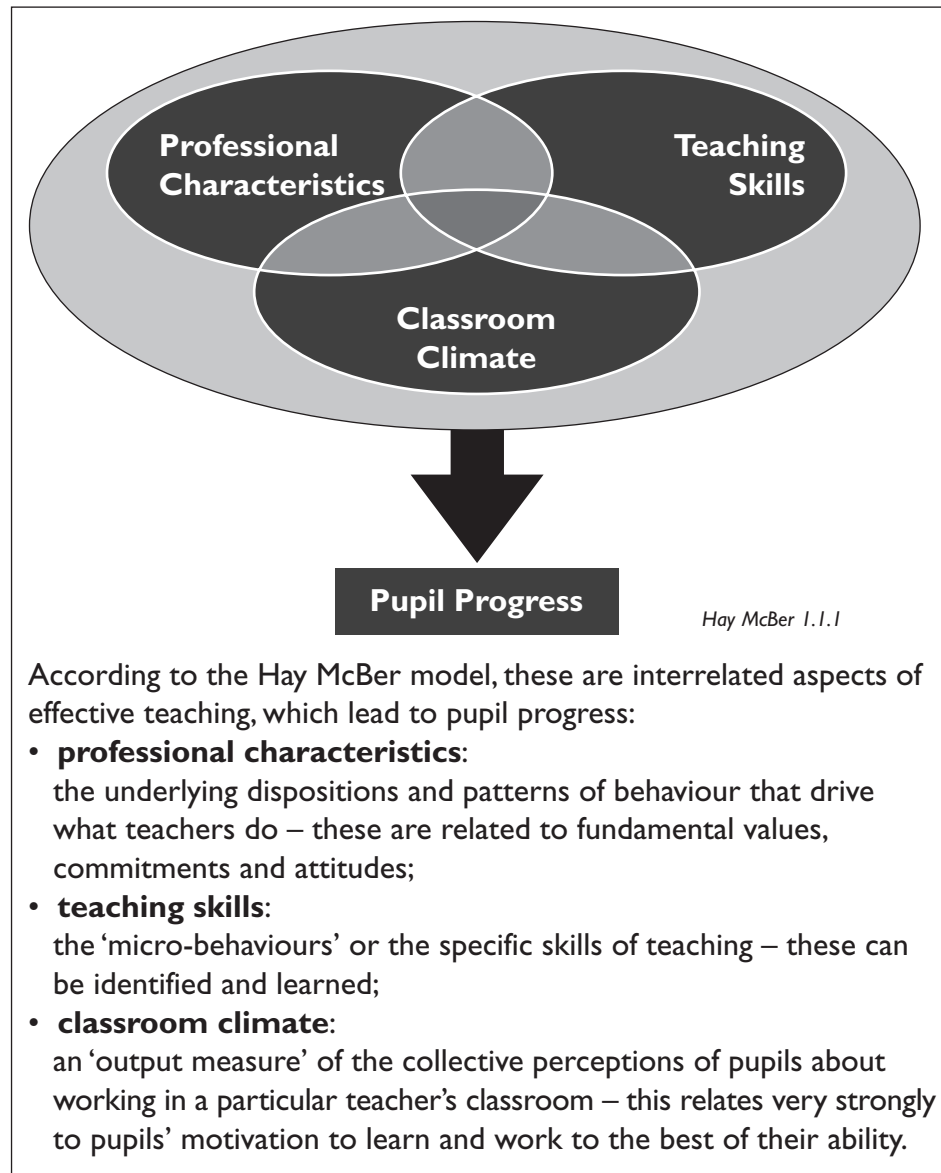 Professional
Characteristics
Teaching
Skills
Classroom
Climate
Pupil Progress
Hay McBer 1.1.1
According to the Hay McBer model, these are interrelated aspects of
effective teaching, which lead to pupil progress:
• professional characteristics:
the underlying dispositions and patterns of behaviour that drive
what teachers do – these are related to fundamental values,
commitments and attitudes;
• teaching skills:
the ‘micro-behaviours’ or the specific skills of teaching – these can
be identified and learned;
• classroom climate:
an ‘output measure’ of the collective perceptions of pupils about
working in a particular teacher’s classroom – this relates very strongly
to pupils’ motivation to learn and work to the best of their ability.